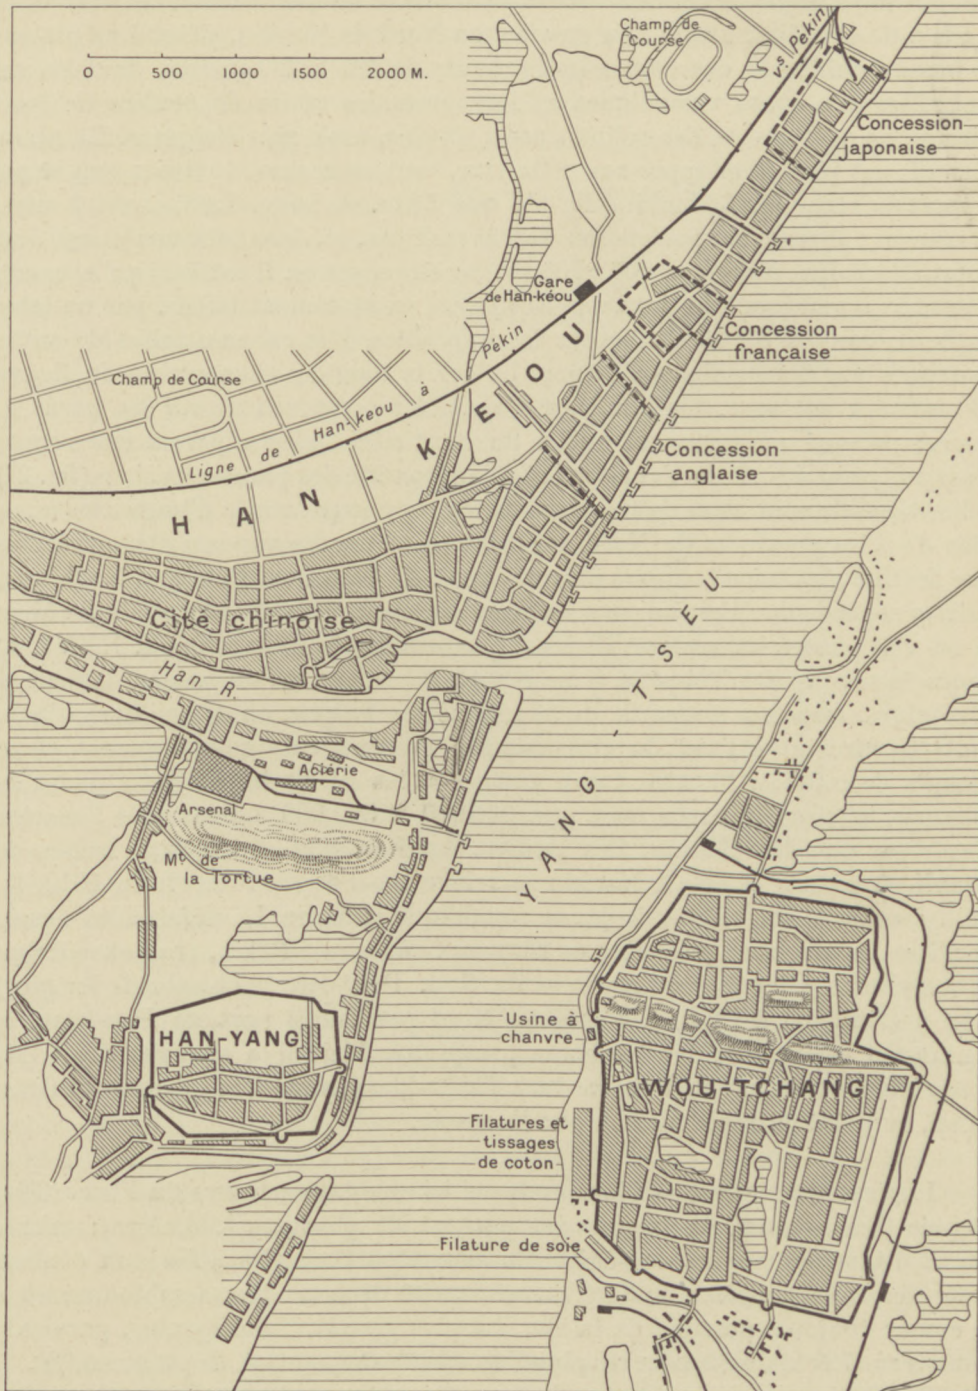 Champ de
Course
vs. Pékin
0 500 1000 1500 2000 M.
Concession
japonaise
Gare
de Han-kéou
Concession
française
Champ de Course
Ligne de Han-keou à Pékin
HAN-KEOU
Concession
anglaise
Cité chinoise
Han R.
YANG-TSEU
Aciérie
Arsenal
Mt de
la Tortue
HAN-YANG
Usine à
chanvre
WOU-TCHANG
Filatures et
tissages
de coton
Filature de soie